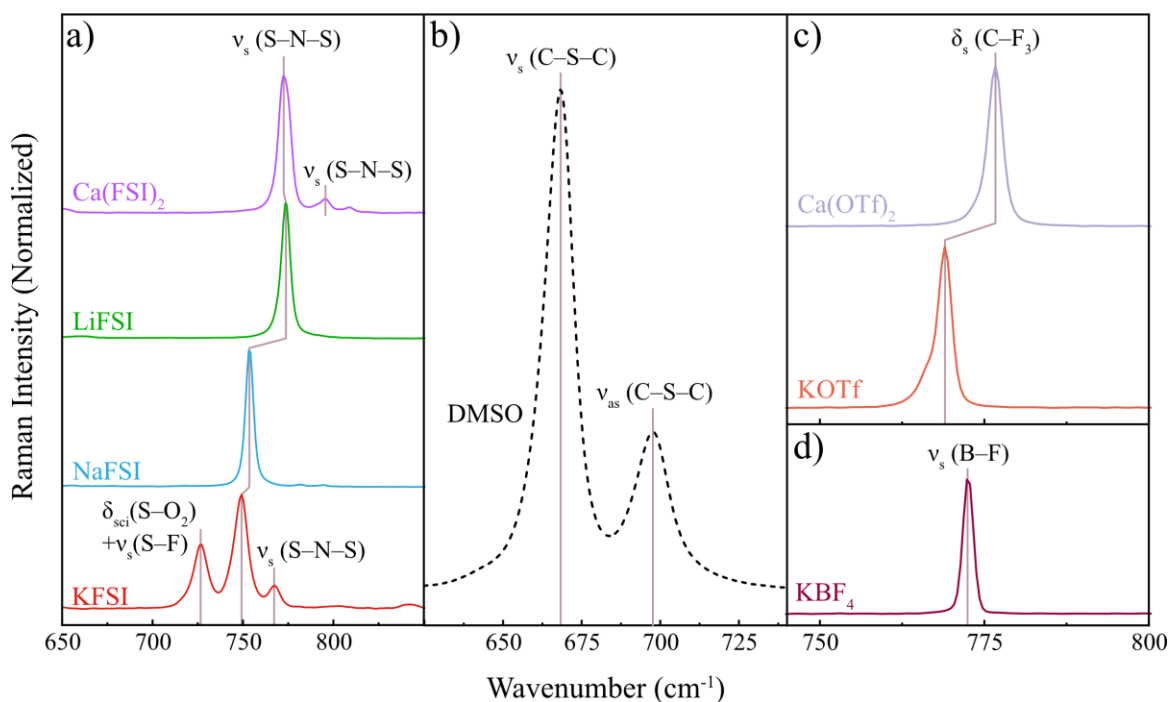 Raman Intensity (Normalized)
a)
νs (S–N–S)
νs (S–N–S)
Ca(FSI)2
LiFSI
NaFSI
δsci(S–O2)
+νs(S–F)
νs (S–N–S)
KFSI
650 700 750 800
b)
νs (C–S–C)
νas (C–S–C)
DMSO
650 675 700 725
c)
δs (C–F3)
Ca(OTf)2
KOTf
d)
νs (B–F)
KBF4
750 775 800
Wavenumber (cm-1)